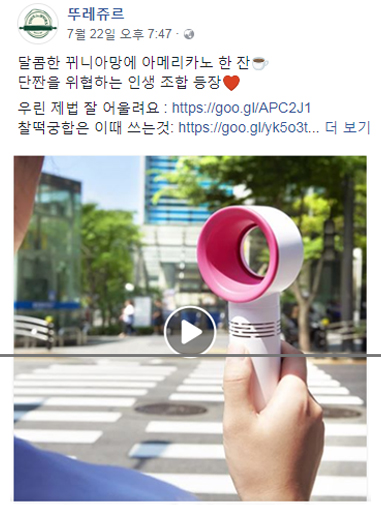 뚜레쥬르
7월 22일 오후 7:47 ·
달콤한 퀴니아망에 아메리카노 한 잔☕
단짠을 위협하는 인생 조합 등장♥
우린 제법 잘 어울려요 : https://goo.gl/APC2J1
찰떡궁합은 이때 쓰는것: https://goo.gl/yk5o3t... 더 보기